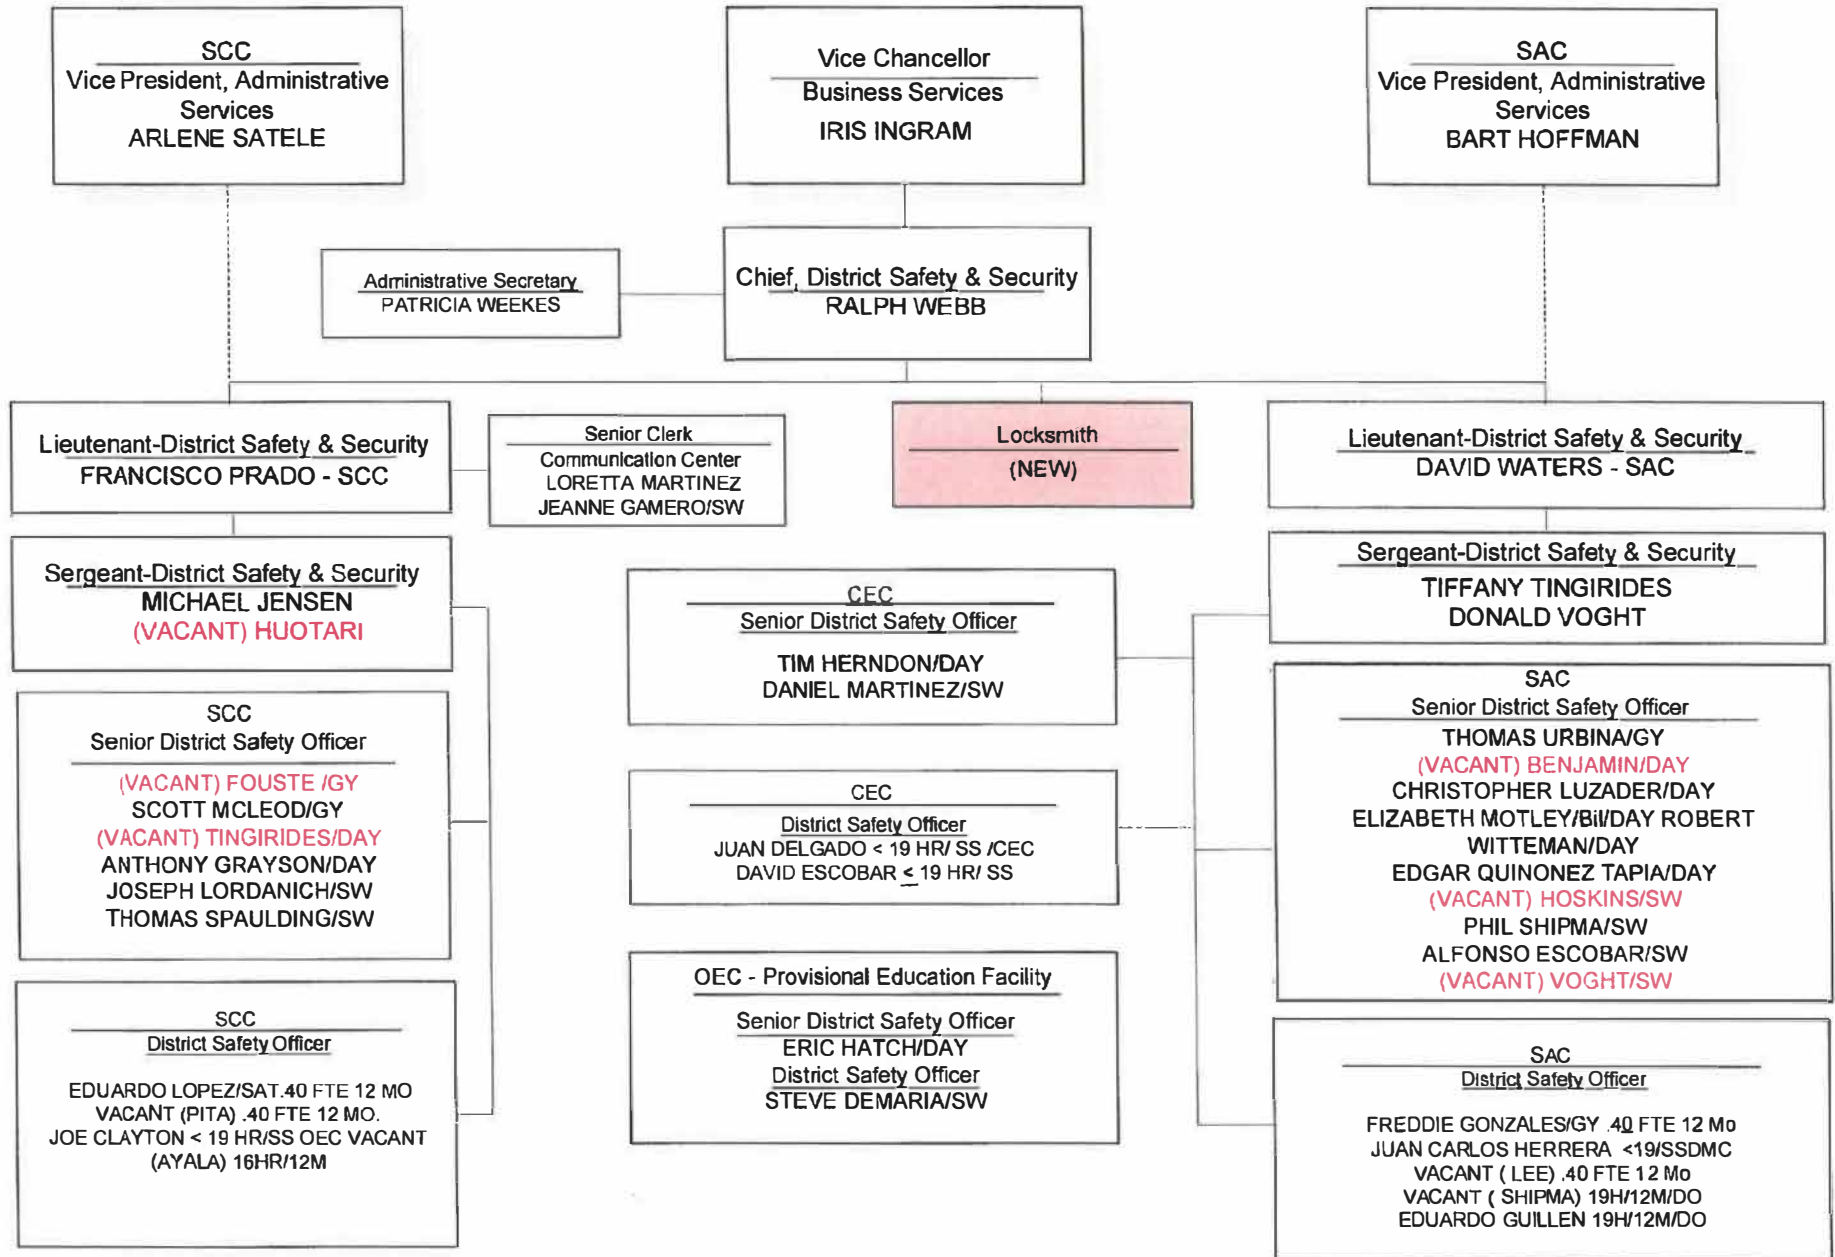 SCC
Vice President, Administrative
Services
ARLENE SATELE
Vice Chancellor
Business Services
IRIS INGRAM
SAC
Vice President, Administrative
Services
BART HOFFMAN
Administrative Secretary
PATRICIA WEEKES
Chief, District Safety & Security
RALPH WEBB
Lieutenant-District Safety & Security
FRANCISCO PRADO - SCC
Senior Clerk
Communication Center
LORETTA MARTINEZ
JEANNE GAMERO/SW
Locksmith
(NEW)
Lieutenant-District Safety & Security
DAVID WATERS - SAC
Sergeant-District Safety & Security
MICHAEL JENSEN
(VACANT) HUOTARI
Sergeant-District Safety & Security
TIFFANY TINGIRIDES
DONALD VOGHT
SCC
Senior District Safety Officer
(VACANT) FOUSTE /GY
SCOTT MCLEOD/GY
(VACANT) TINGIRIDES/DAY
ANTHONY GRAYSON/DAY
JOSEPH LORDANICH/SW
THOMAS SPAULDING/SW
SCC
District Safety Officer
EDUARDO LOPEZ/SAT.40 FTE 12 MO
VACANT (PITA) .40 FTE 12 MO.
JOE CLAYTON < 19 HR/SS OEC VACANT
(AYALA) 16HR/12M
CEC
Senior District Safety Officer
TIM HERNDON/DAY
DANIEL MARTINEZ/SW
CEC
District Safety Officer
JUAN DELGADO < 19 HR/ SS /CEC
DAVID ESCOBAR < 19 HR/ SS
OEC - Provisional Education Facility
Senior District Safety Officer
ERIC HATCH/DAY
District Safety Officer
STEVE DEMARIA/SW
SAC
Senior District Safety Officer
THOMAS URBINA/GY
(VACANT) BENJAMIN/DAY
CHRISTOPHER LUZADER/DAY
ELIZABETH MOTLEY/Bil/DAY ROBERT
WITTEMAN/DAY
EDGAR QUINONEZ TAPIA/DAY
(VACANT) HOSKINS/SW
PHIL SHIPMA/SW
ALFONSO ESCOBAR/SW
(VACANT) VOGHT/SW
SAC
District Safety Officer
FREDDIE GONZALES/GY .40 FTE 12 Mo
JUAN CARLOS HERRERA <19/SSDMC
VACANT ( LEE) .40 FTE 12 Mo
VACANT ( SHIPMA) 19H/12M/DO
EDUARDO GUILLEN 19H/12M/DO